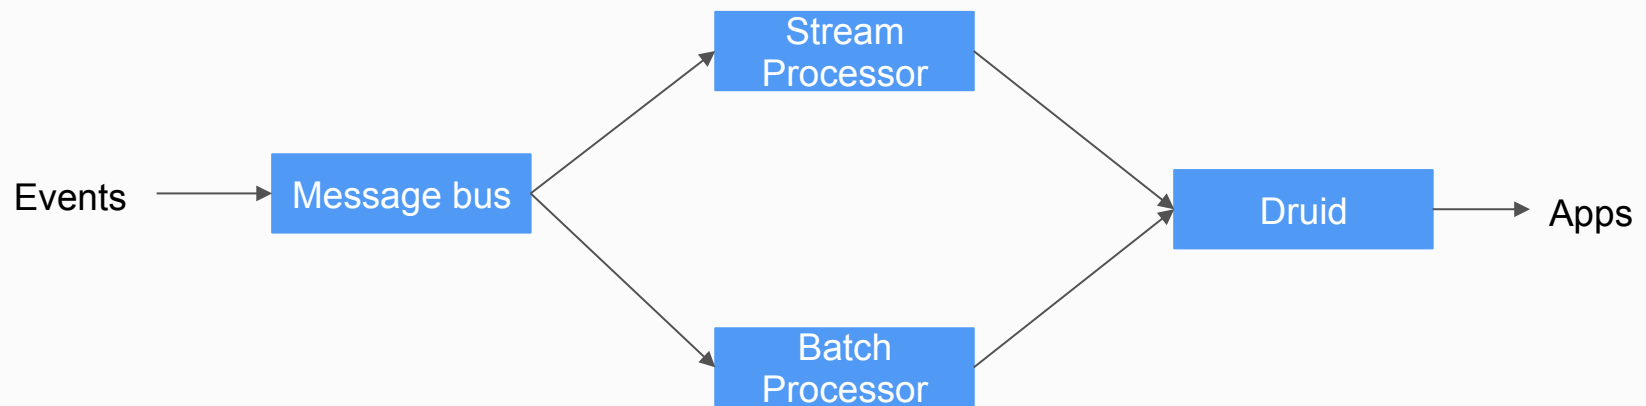 Events
Message bus
Stream
Processor
Batch
Processor
Druid
Apps